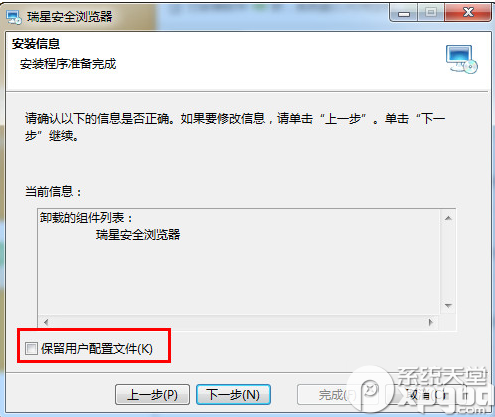 瑞星安全浏览器
安装信息
安装程序准备完成
请确认以下的信息是否正确。如果要修改信息，请单击“上一步”。单击“下一
步”继续。
当前信息：
卸载的组件列表：
瑞星安全浏览器
保留用户配置文件(K)
上一步(P)
下一步(N)
完成(F)
取消
系统天堂